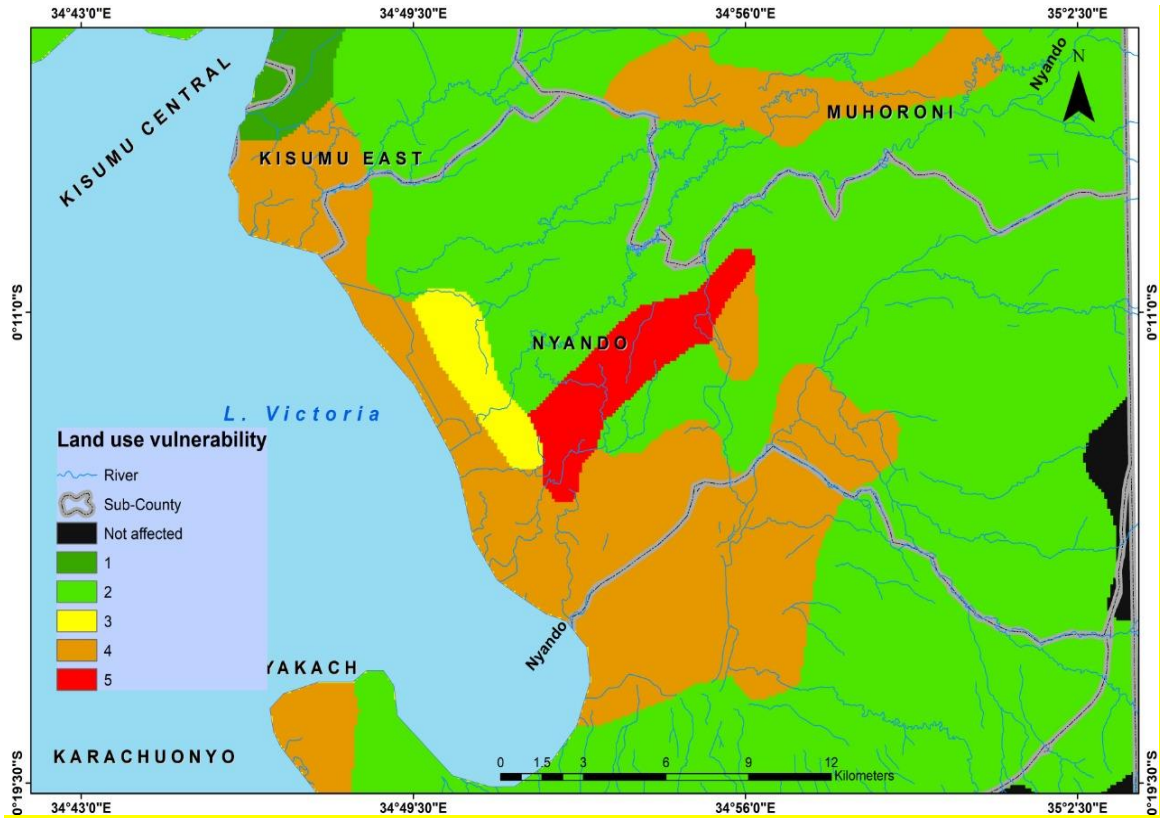 34°43'0"E 34°49'30"E 34°56'0"E 35°2'30"E
KISUMU CENTRAL
Nyando
N
MUHORONI
KISUMU EAST
0°11'0"S 0°11'0"S
NYANDO
L. Victoria
Land use vulnerability
River
Sub-County
Not affected
1
2
3
4
5
Nyando
YAKACH
KARACHUONYO
0 1.5 3 6 9 12
Kilometers
0°19'30"S 0°19'30"S
34°43'0"E 34°49'30"E 34°56'0"E 35°2'30"E